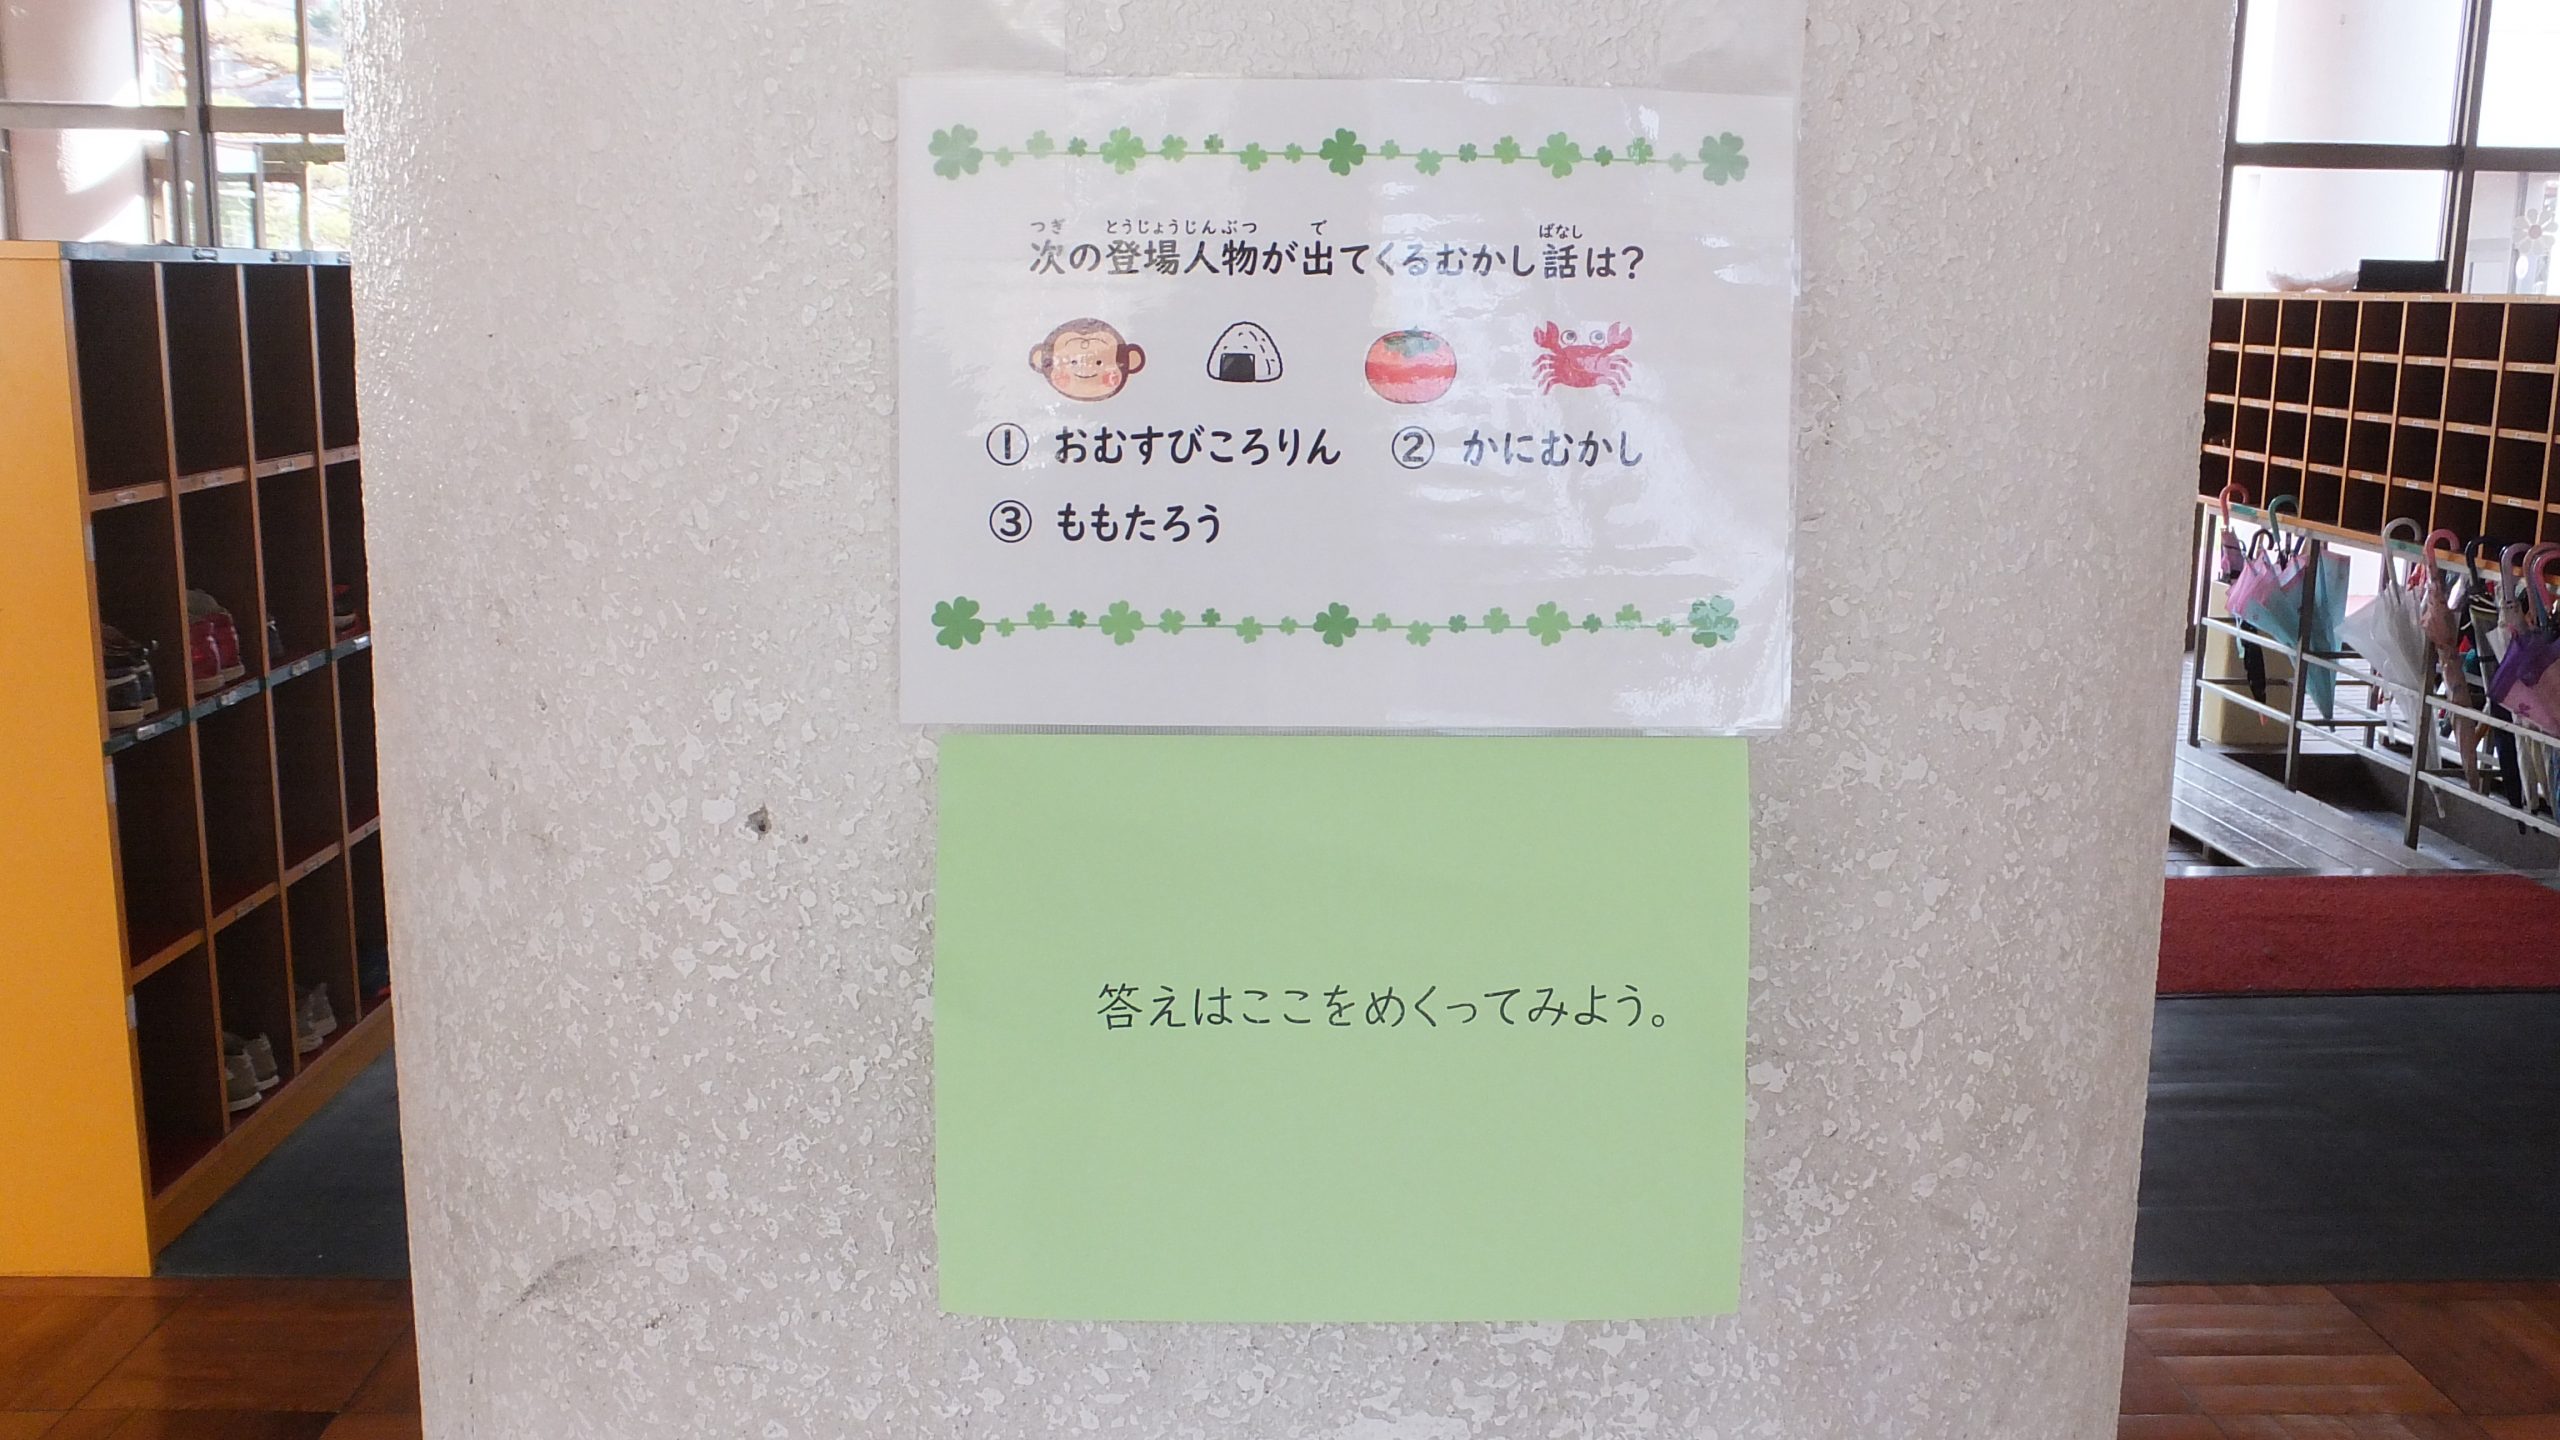 次の登場人物が出てくるむかし話は？
つぎ とうじょうじんぶつ で ばなし
① おむすびころりん ② かにむかし
③ ももたろう
答えはここをめくってみよう。